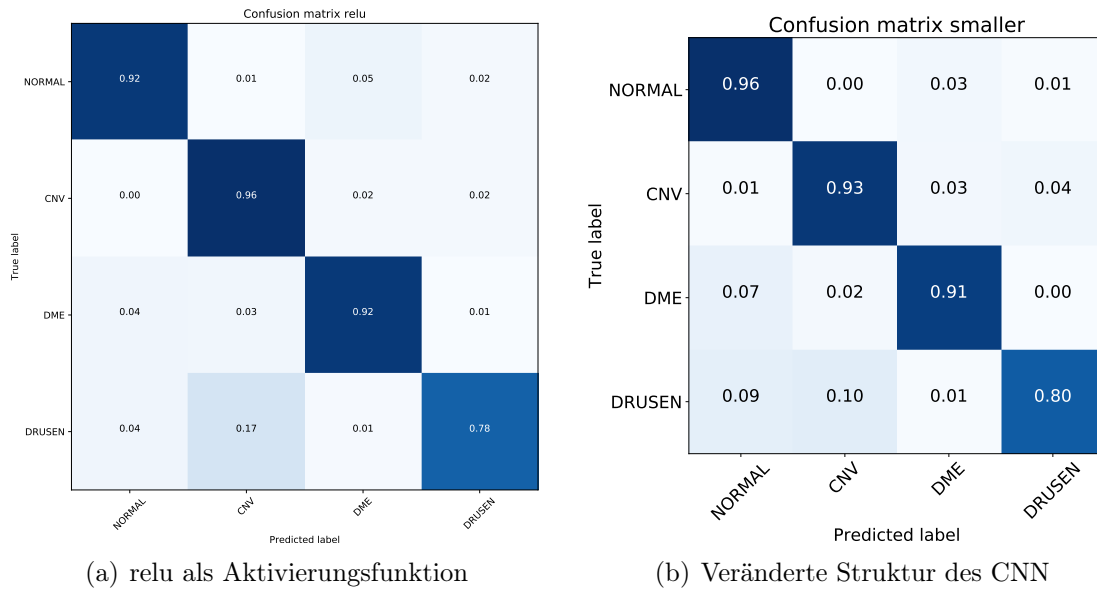 Confusion matrix relu
NORMAL 0.92 0.01 0.05 0.02
CNV 0.00 0.96 0.02 0.02
DME 0.04 0.03 0.92 0.01
DRUSEN 0.04 0.17 0.01 0.78
True label
NORMAL CNV DME DRUSEN
Predicted label
(a) relu als Aktivierungsfunktion
Confusion matrix smaller
NORMAL 0.96 0.00 0.03 0.01
CNV 0.01 0.93 0.03 0.04
DME 0.07 0.02 0.91 0.00
DRUSEN 0.09 0.10 0.01 0.80
True label
NORMAL CNV DME DRUSEN
Predicted label
(b) Veränderte Struktur des CNN